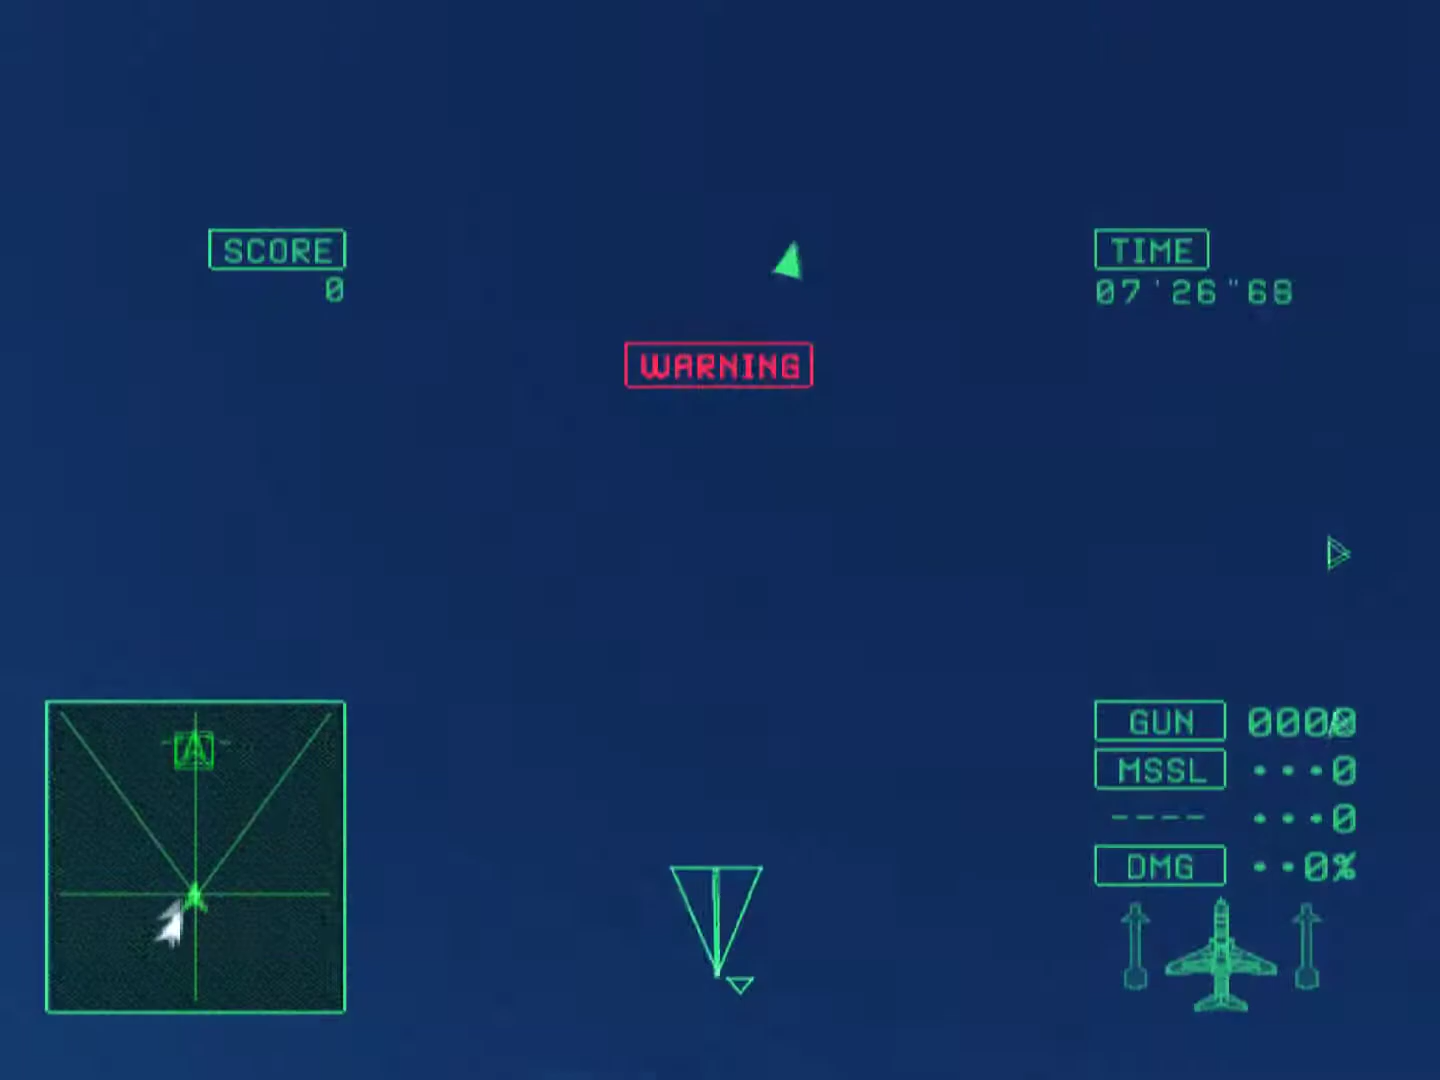 SCORE
0
TIME
07'26"68
WARNING
A
GUN 0000
MSSL ---0
---- ---0
DMG --0%